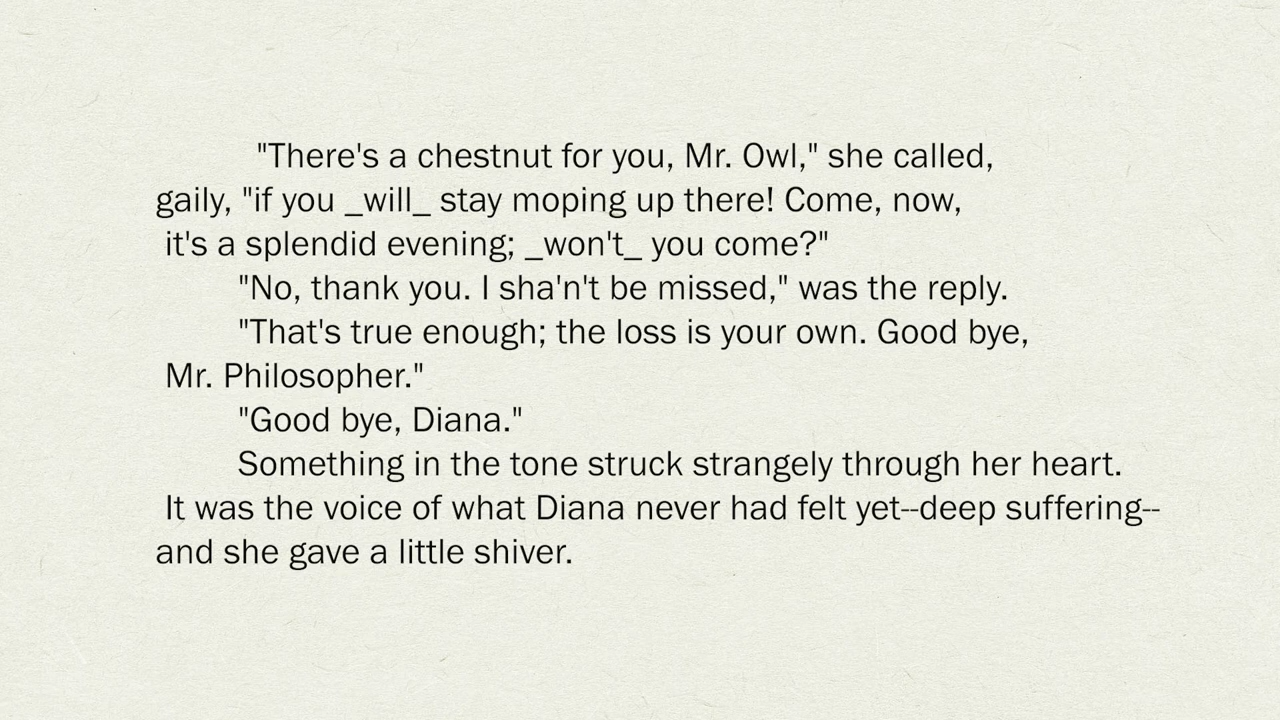 "There's a chestnut for you, Mr. Owl," she called,
gaily, "if you _will_ stay moping up there! Come, now,
it's a splendid evening; _won't_ you come?"
"No, thank you. I sha'n't be missed," was the reply.
"That's true enough; the loss is your own. Good bye,
Mr. Philosopher."
"Good bye, Diana."
Something in the tone struck strangely through her heart.
It was the voice of what Diana never had felt yet--deep suffering--
and she gave a little shiver.